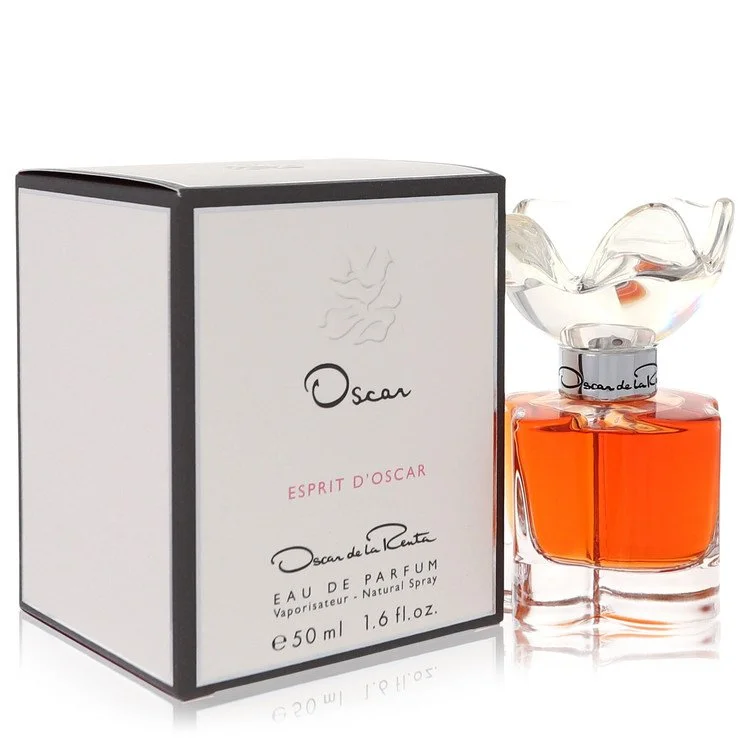 Oscar
ESPRIT D'OSCAR
Oscar de la Renta
EAU DE PARFUM
Vaporisateur - Natural Spray
e50 ml 1.6 fl.oz.
Oscar de la Renta